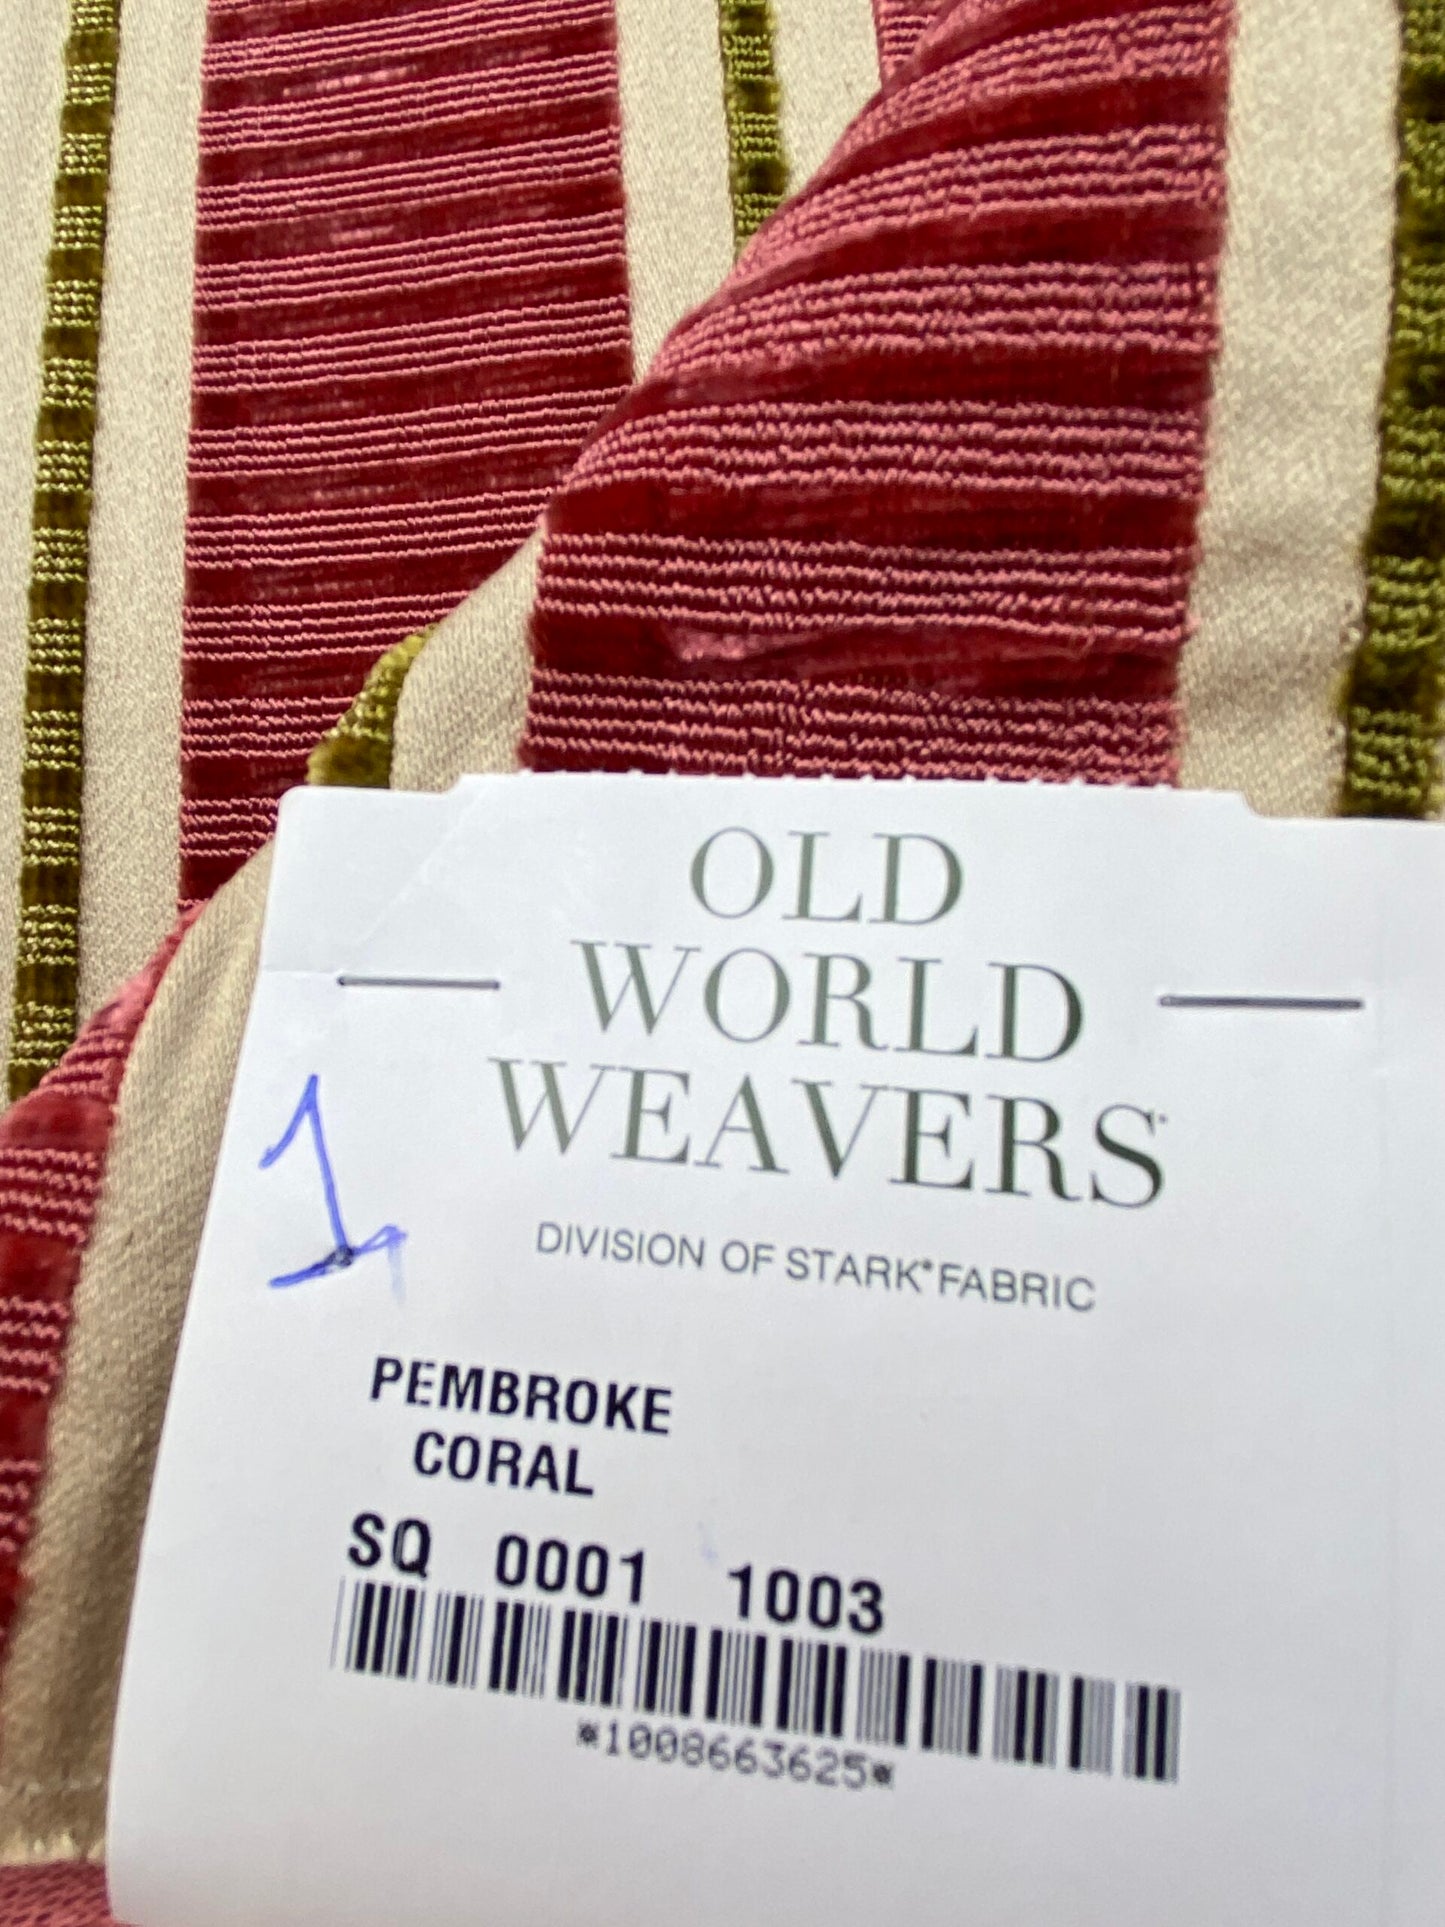 OLD
WORLD
WEAVERS
DIVISION OF STARK® FABRIC
1
PEMBROKE
CORAL
SQ 0001 1003
*1008663625*